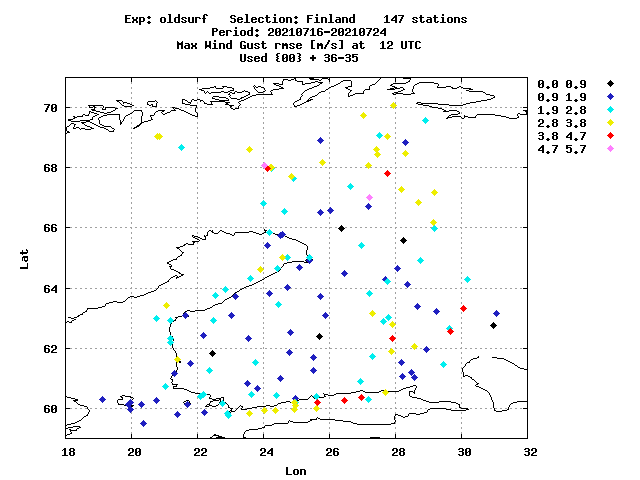 Exp: oldsurf   Selection: Finland    147 stations
Period: 20210716-20210724
Max Wind Gust rmse [m/s] at  12 UTC
Used {00} + 36-35
0.0 0.9
0.9 1.9
1.9 2.8
2.8 3.8
3.8 4.7
4.7 5.7
70
68
66
64
62
60
Lat
18 20 22 24 26 28 30 32
Lon